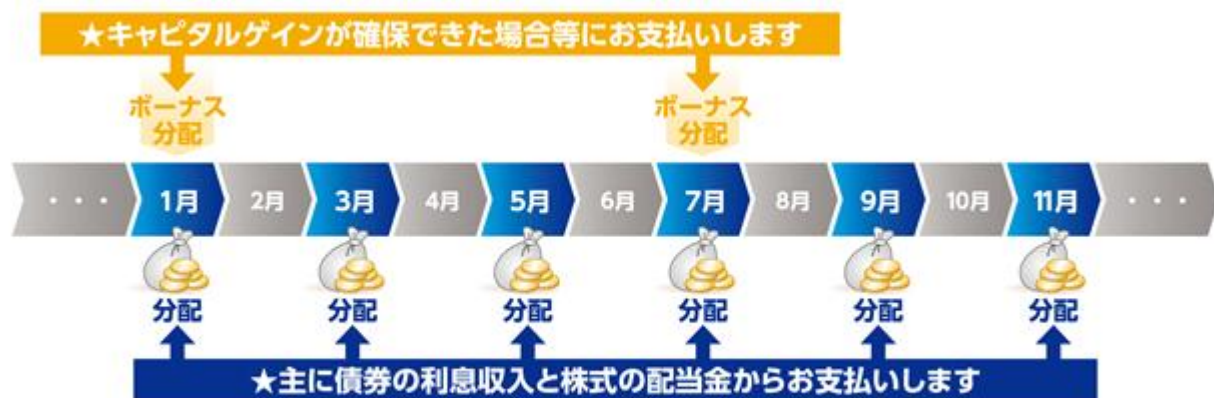 ★キャピタルゲインが確保できた場合等にお支払いします
ボーナス
分配
ボーナス
分配
・・・ 1月 2月 3月 4月 5月 6月 7月 8月 9月 10月 11月 ・・・
分配 分配 分配 分配 分配 分配
★主に債券の利息収入と株式の配当金からお支払いします